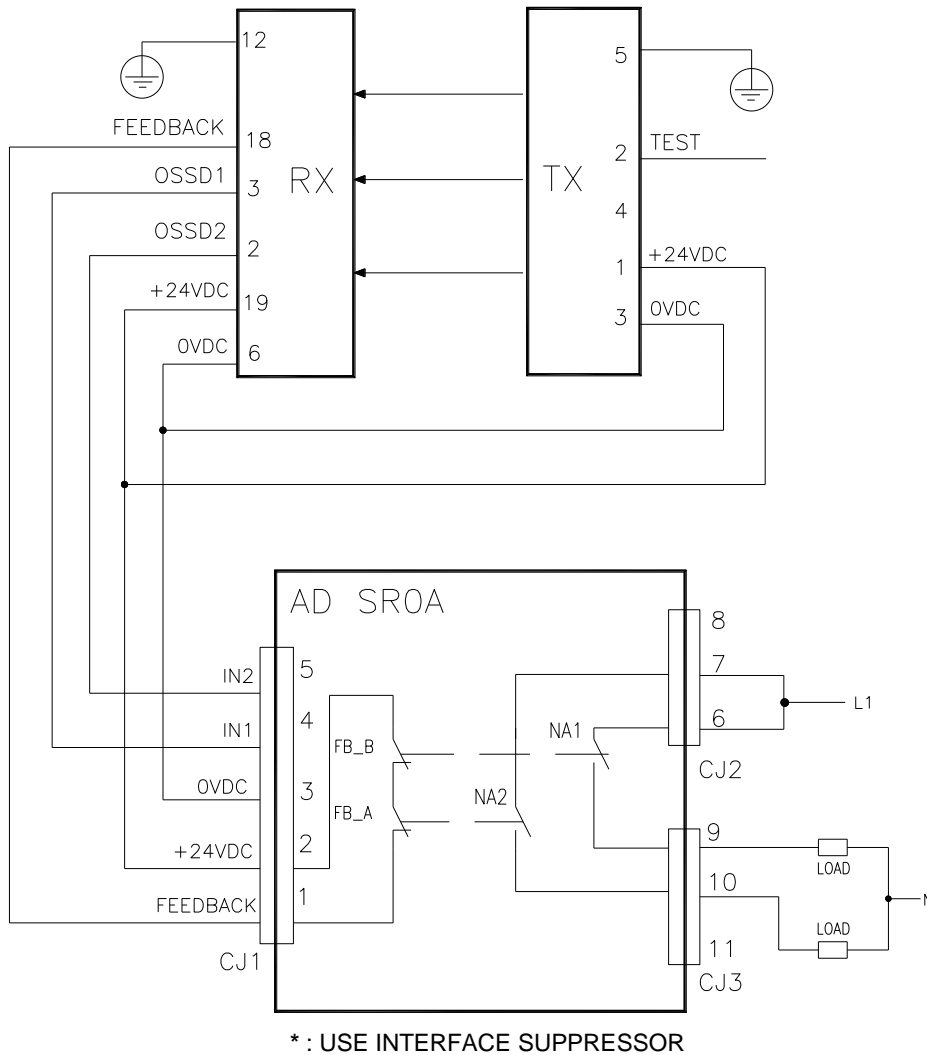 12
FEEDBACK
18
OSSD1
3
RX
OSSD2
2
+24VDC
19
0VDC
6
5
TEST
2
TX
4
1
+24VDC
3
0VDC
AD SR0A
IN2
5
4
IN1
FB_B
0VDC
3
FB_A
+24VDC
2
FEEDBACK
1
CJ1
NA1
NA2
8
7
6
L1
CJ2
9
LOAD
10
LOAD
11
CJ3
* : USE INTERFACE SUPPRESSOR